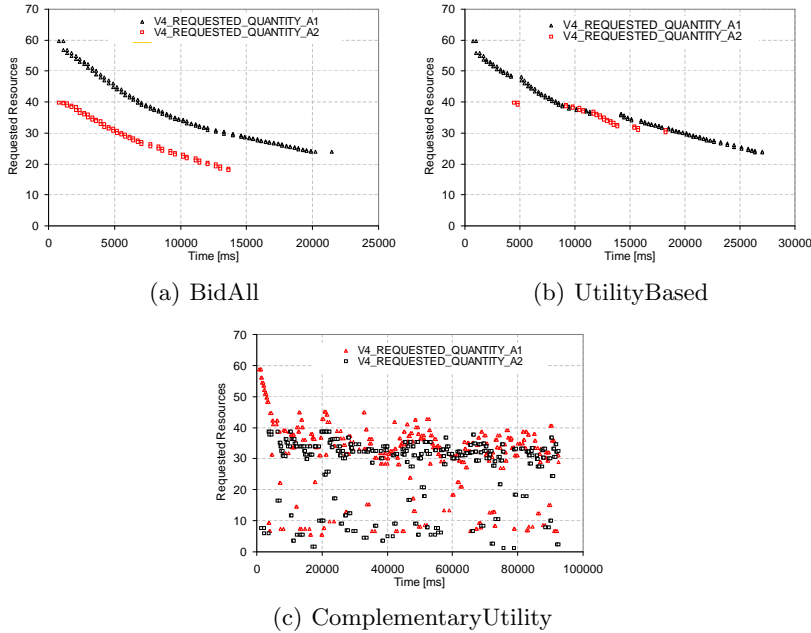 V4_REQUESTED_QUANTITY_A1
V4_REQUESTED_QUANTITY_A2
Requested Resources
70
60
50
40
30
20
10
0
0 5000 10000 15000 20000 25000
Time [ms]
(a) BidAll
V4_REQUESTED_QUANTITY_A1
V4_REQUESTED_QUANTITY_A2
Requested Resources
70
60
50
40
30
20
10
0
0 5000 10000 15000 20000 25000 30000
Time [ms]
(b) UtilityBased
V4_REQUESTED_QUANTITY_A1
V4_REQUESTED_QUANTITY_A2
Requested Resources
70
60
50
40
30
20
10
0
0 20000 40000 60000 80000 100000
Time [ms]
(c) ComplementaryUtility